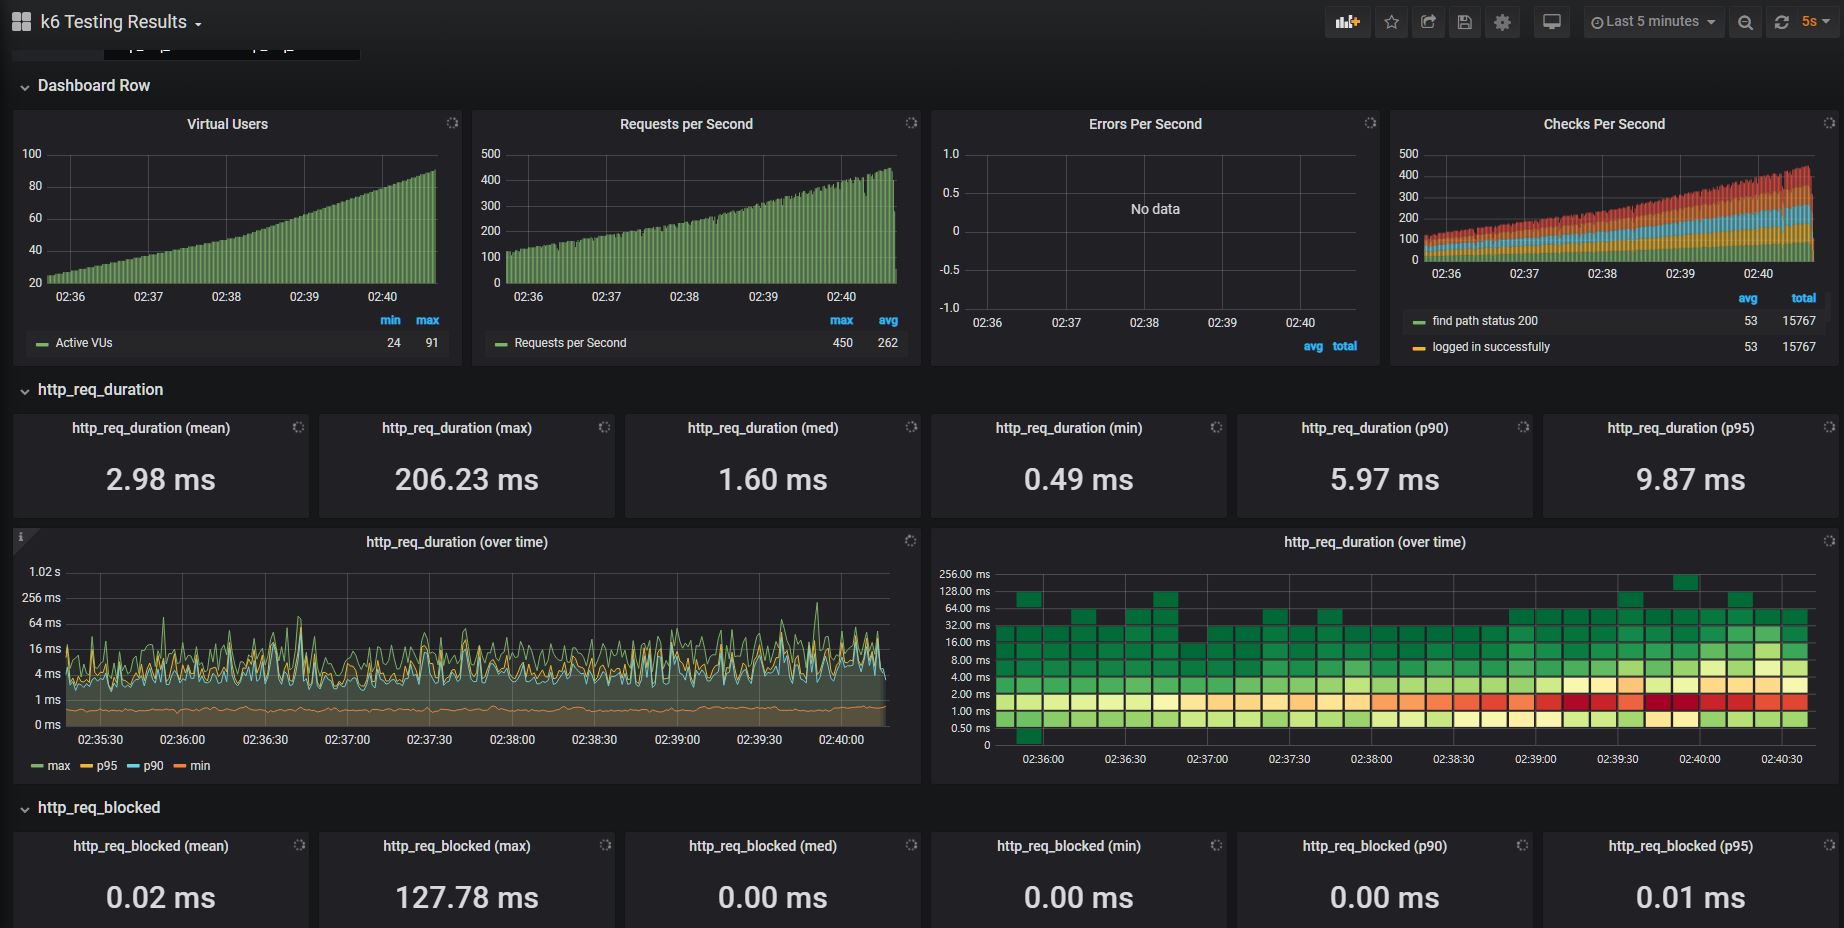 k6 Testing Results
Last 5 minutes
5s
Dashboard Row
Virtual Users
100
80
60
40
20
02:36 02:37 02:38 02:39 02:40
min max
Active VUs 24 91
Requests per Second
500
400
300
200
100
0
02:36 02:37 02:38 02:39 02:40
max avg
Requests per Second 450 262
Errors Per Second
1.0
0.5
0
-0.5
-1.0
No data
02:36 02:37 02:38 02:39 02:40
avg total
Checks Per Second
500
400
300
200
100
0
02:36 02:37 02:38 02:39 02:40
avg total
find path status 200 53 15767
logged in successfully 53 15767
http_req_duration
http_req_duration (mean)
2.98 ms
http_req_duration (max)
206.23 ms
http_req_duration (med)
1.60 ms
http_req_duration (min)
0.49 ms
http_req_duration (p90)
5.97 ms
http_req_duration (p95)
9.87 ms
i
http_req_duration (over time)
1.02 s
256 ms
64 ms
16 ms
4 ms
1 ms
0 ms
02:35:30 02:36:00 02:36:30 02:37:00 02:37:30 02:38:00 02:38:30 02:39:00 02:39:30 02:40:00
max p95 p90 min
http_req_duration (over time)
256.00 ms
128.00 ms
64.00 ms
32.00 ms
16.00 ms
8.00 ms
4.00 ms
2.00 ms
1.00 ms
0.50 ms
0
02:36:00 02:36:30 02:37:00 02:37:30 02:38:00 02:38:30 02:39:00 02:39:30 02:40:00 02:40:30
http_req_blocked
http_req_blocked (mean)
0.02 ms
http_req_blocked (max)
127.78 ms
http_req_blocked (med)
0.00 ms
http_req_blocked (min)
0.00 ms
http_req_blocked (p90)
0.00 ms
http_req_blocked (p95)
0.01 ms